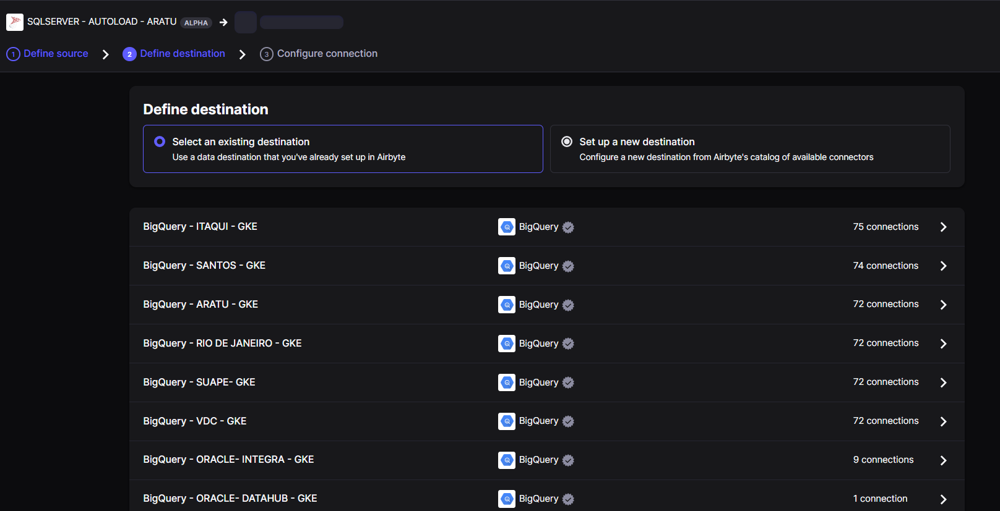 SQLSERVER - AUTOLOAD - ARATU ALPHA
1 Define source 2 Define destination 3 Configure connection
Define destination
Select an existing destination
Use a data destination that you've already set up in Airbyte
Set up a new destination
Configure a new destination from Airbyte's catalog of available connectors
BigQuery - ITAQUI - GKE BigQuery 75 connections
BigQuery - SANTOS - GKE BigQuery 74 connections
BigQuery - ARATU - GKE BigQuery 72 connections
BigQuery - RIO DE JANEIRO - GKE BigQuery 72 connections
BigQuery - SUAPE- GKE BigQuery 72 connections
BigQuery - VDC - GKE BigQuery 72 connections
BigQuery - ORACLE- INTEGRA - GKE BigQuery 9 connections
BigQuery - ORACLE- DATAHUB - GKE BigQuery 1 connection